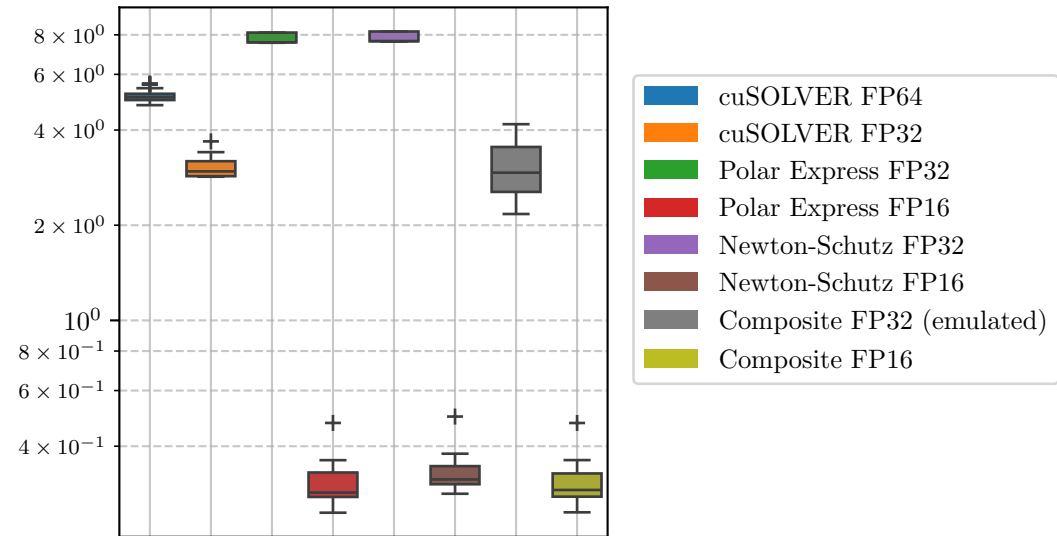 8 × 10⁰
6 × 10⁰
4 × 10⁰
2 × 10⁰
10⁰
8 × 10⁻¹
6 × 10⁻¹
4 × 10⁻¹
cuSOLVER FP64
cuSOLVER FP32
Polar Express FP32
Polar Express FP16
Newton-Schutz FP32
Newton-Schutz FP16
Composite FP32 (emulated)
Composite FP16